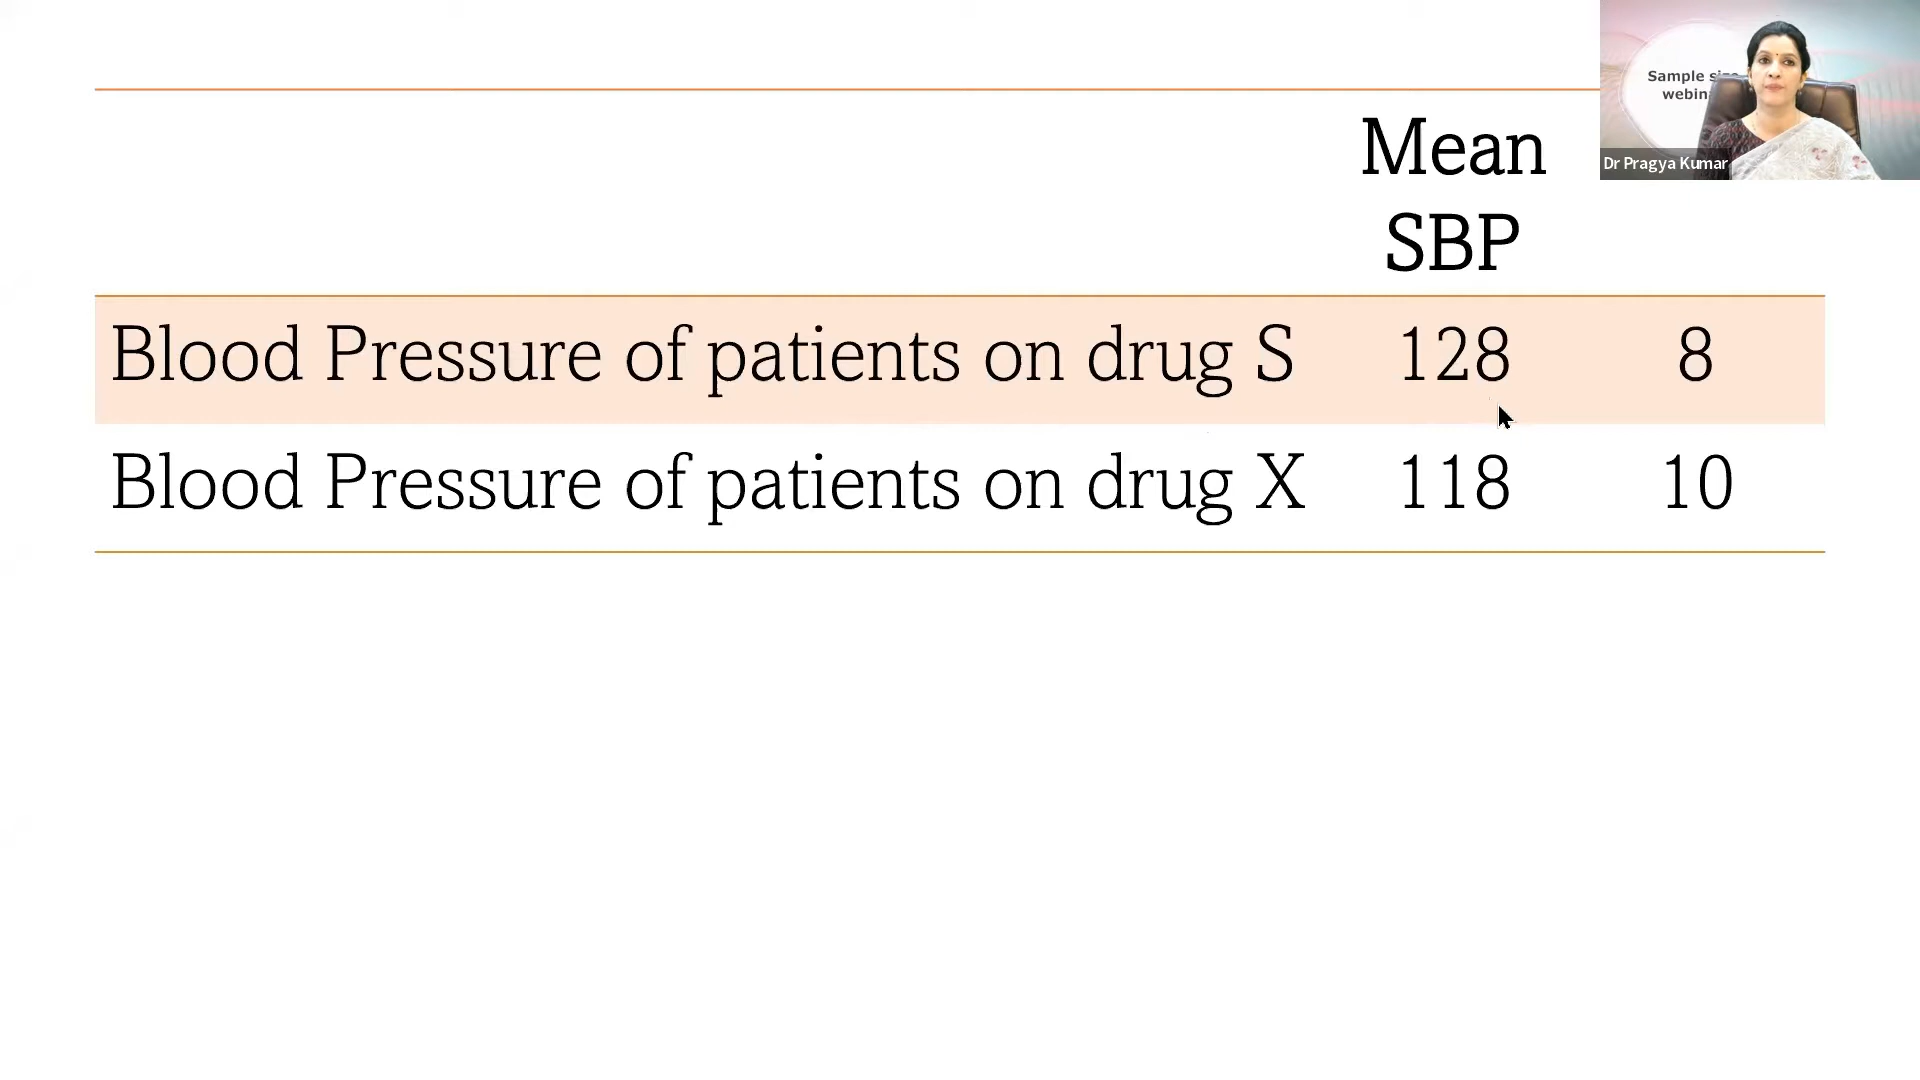 Mean
SBP
Blood Pressure of patients on drug S 128 8
Blood Pressure of patients on drug X 118 10
Sample
Dr Pragya Kumar